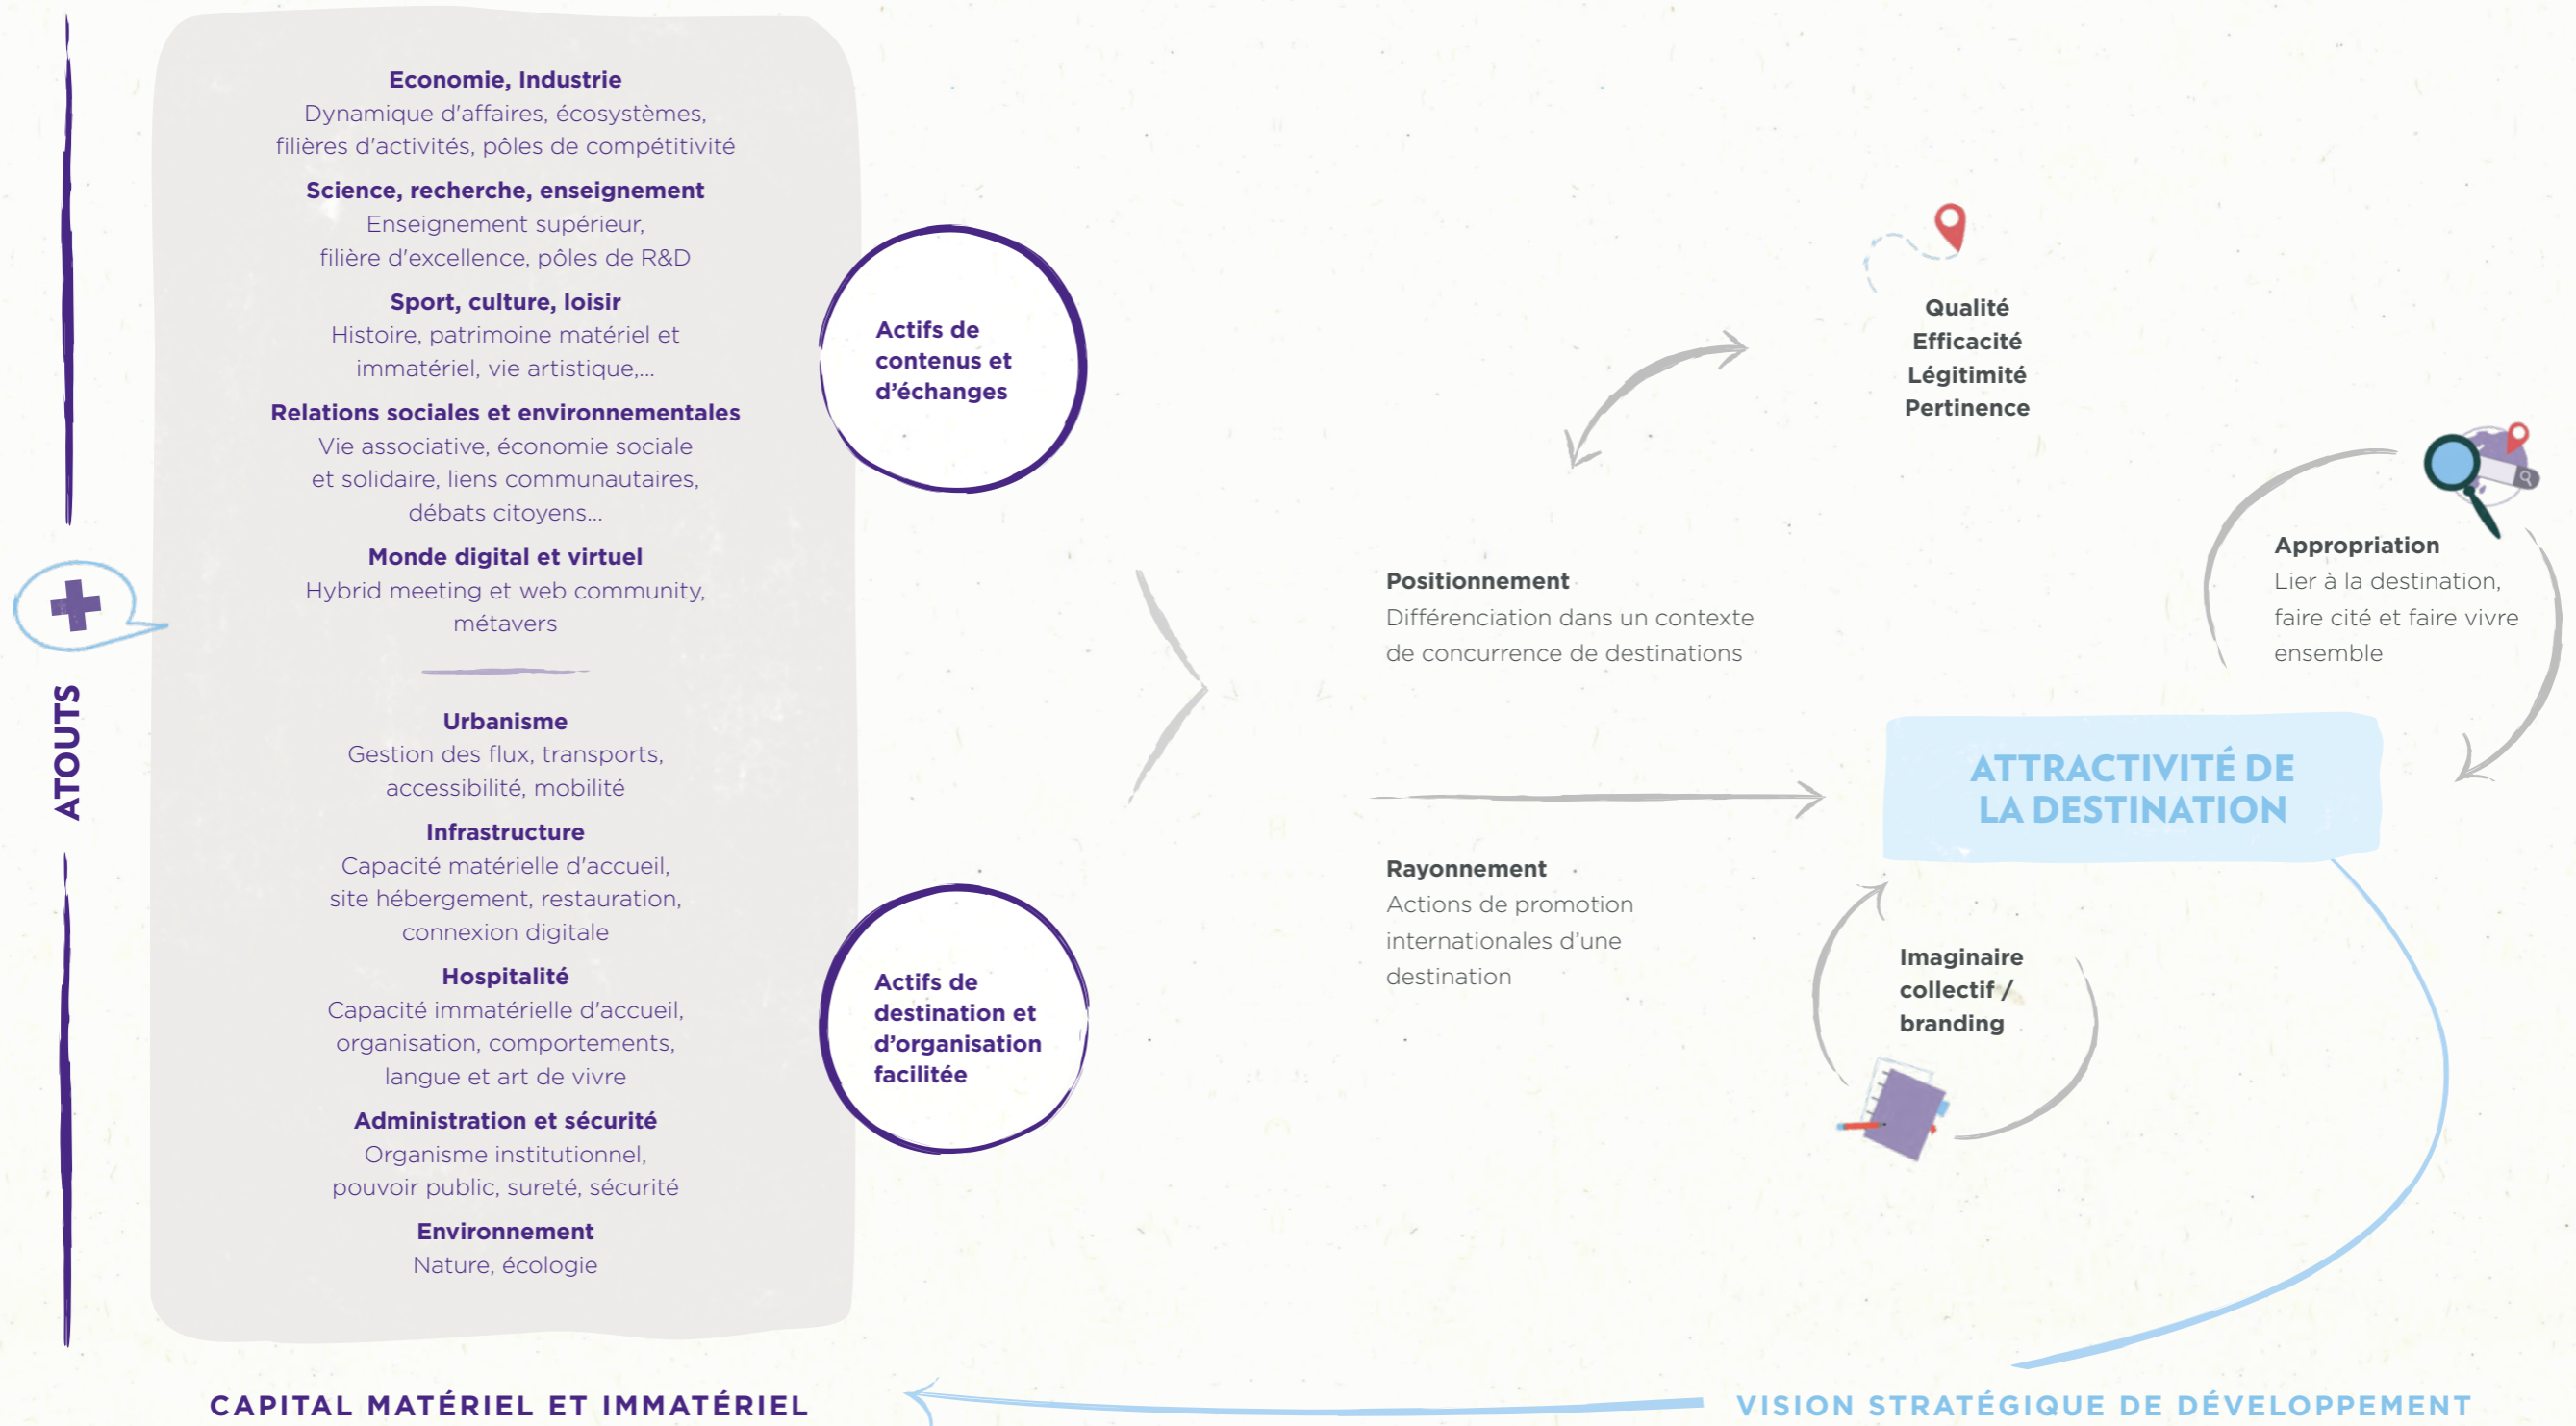 Economie, Industrie
Dynamique d'affaires, écosystèmes,
filières d'activités, pôles de compétitivité
Science, recherche, enseignement
Enseignement supérieur,
filière d'excellence, pôles de R&D
Sport, culture, loisir
Histoire, patrimoine matériel et
immatériel, vie artistique,...
Relations sociales et environnementales
Vie associative, économie sociale
et solidaire, liens communautaires,
débats citoyens...
Monde digital et virtuel
Hybrid meeting et web community,
métavers
Urbanisme
Gestion des flux, transports,
accessibilité, mobilité
Infrastructure
Capacité matérielle d'accueil,
site hébergement, restauration,
connexion digitale
Hospitalité
Capacité immatérielle d'accueil,
organisation, comportements,
langue et art de vivre
Administration et sécurité
Organisme institutionnel,
pouvoir public, sureté, sécurité
Environnement
Nature, écologie
ATOUTS
CAPITAL MATÉRIEL ET IMMATÉRIEL
Actifs de
contenus et
d'échanges
Actifs de
destination et
d'organisation
facilitée
Positionnement
Différenciation dans un contexte
de concurrence de destinations
Rayonnement
Actions de promotion
internationales d'une
destination
Qualité
Efficacité
Légitimité
Pertinence
Appropriation
Lier à la destination,
faire cité et faire vivre
ensemble
ATTRACTIVITÉ DE
LA DESTINATION
Imaginaire
collectif /
branding
VISION STRATÉGIQUE DE DÉVELOPPEMENT